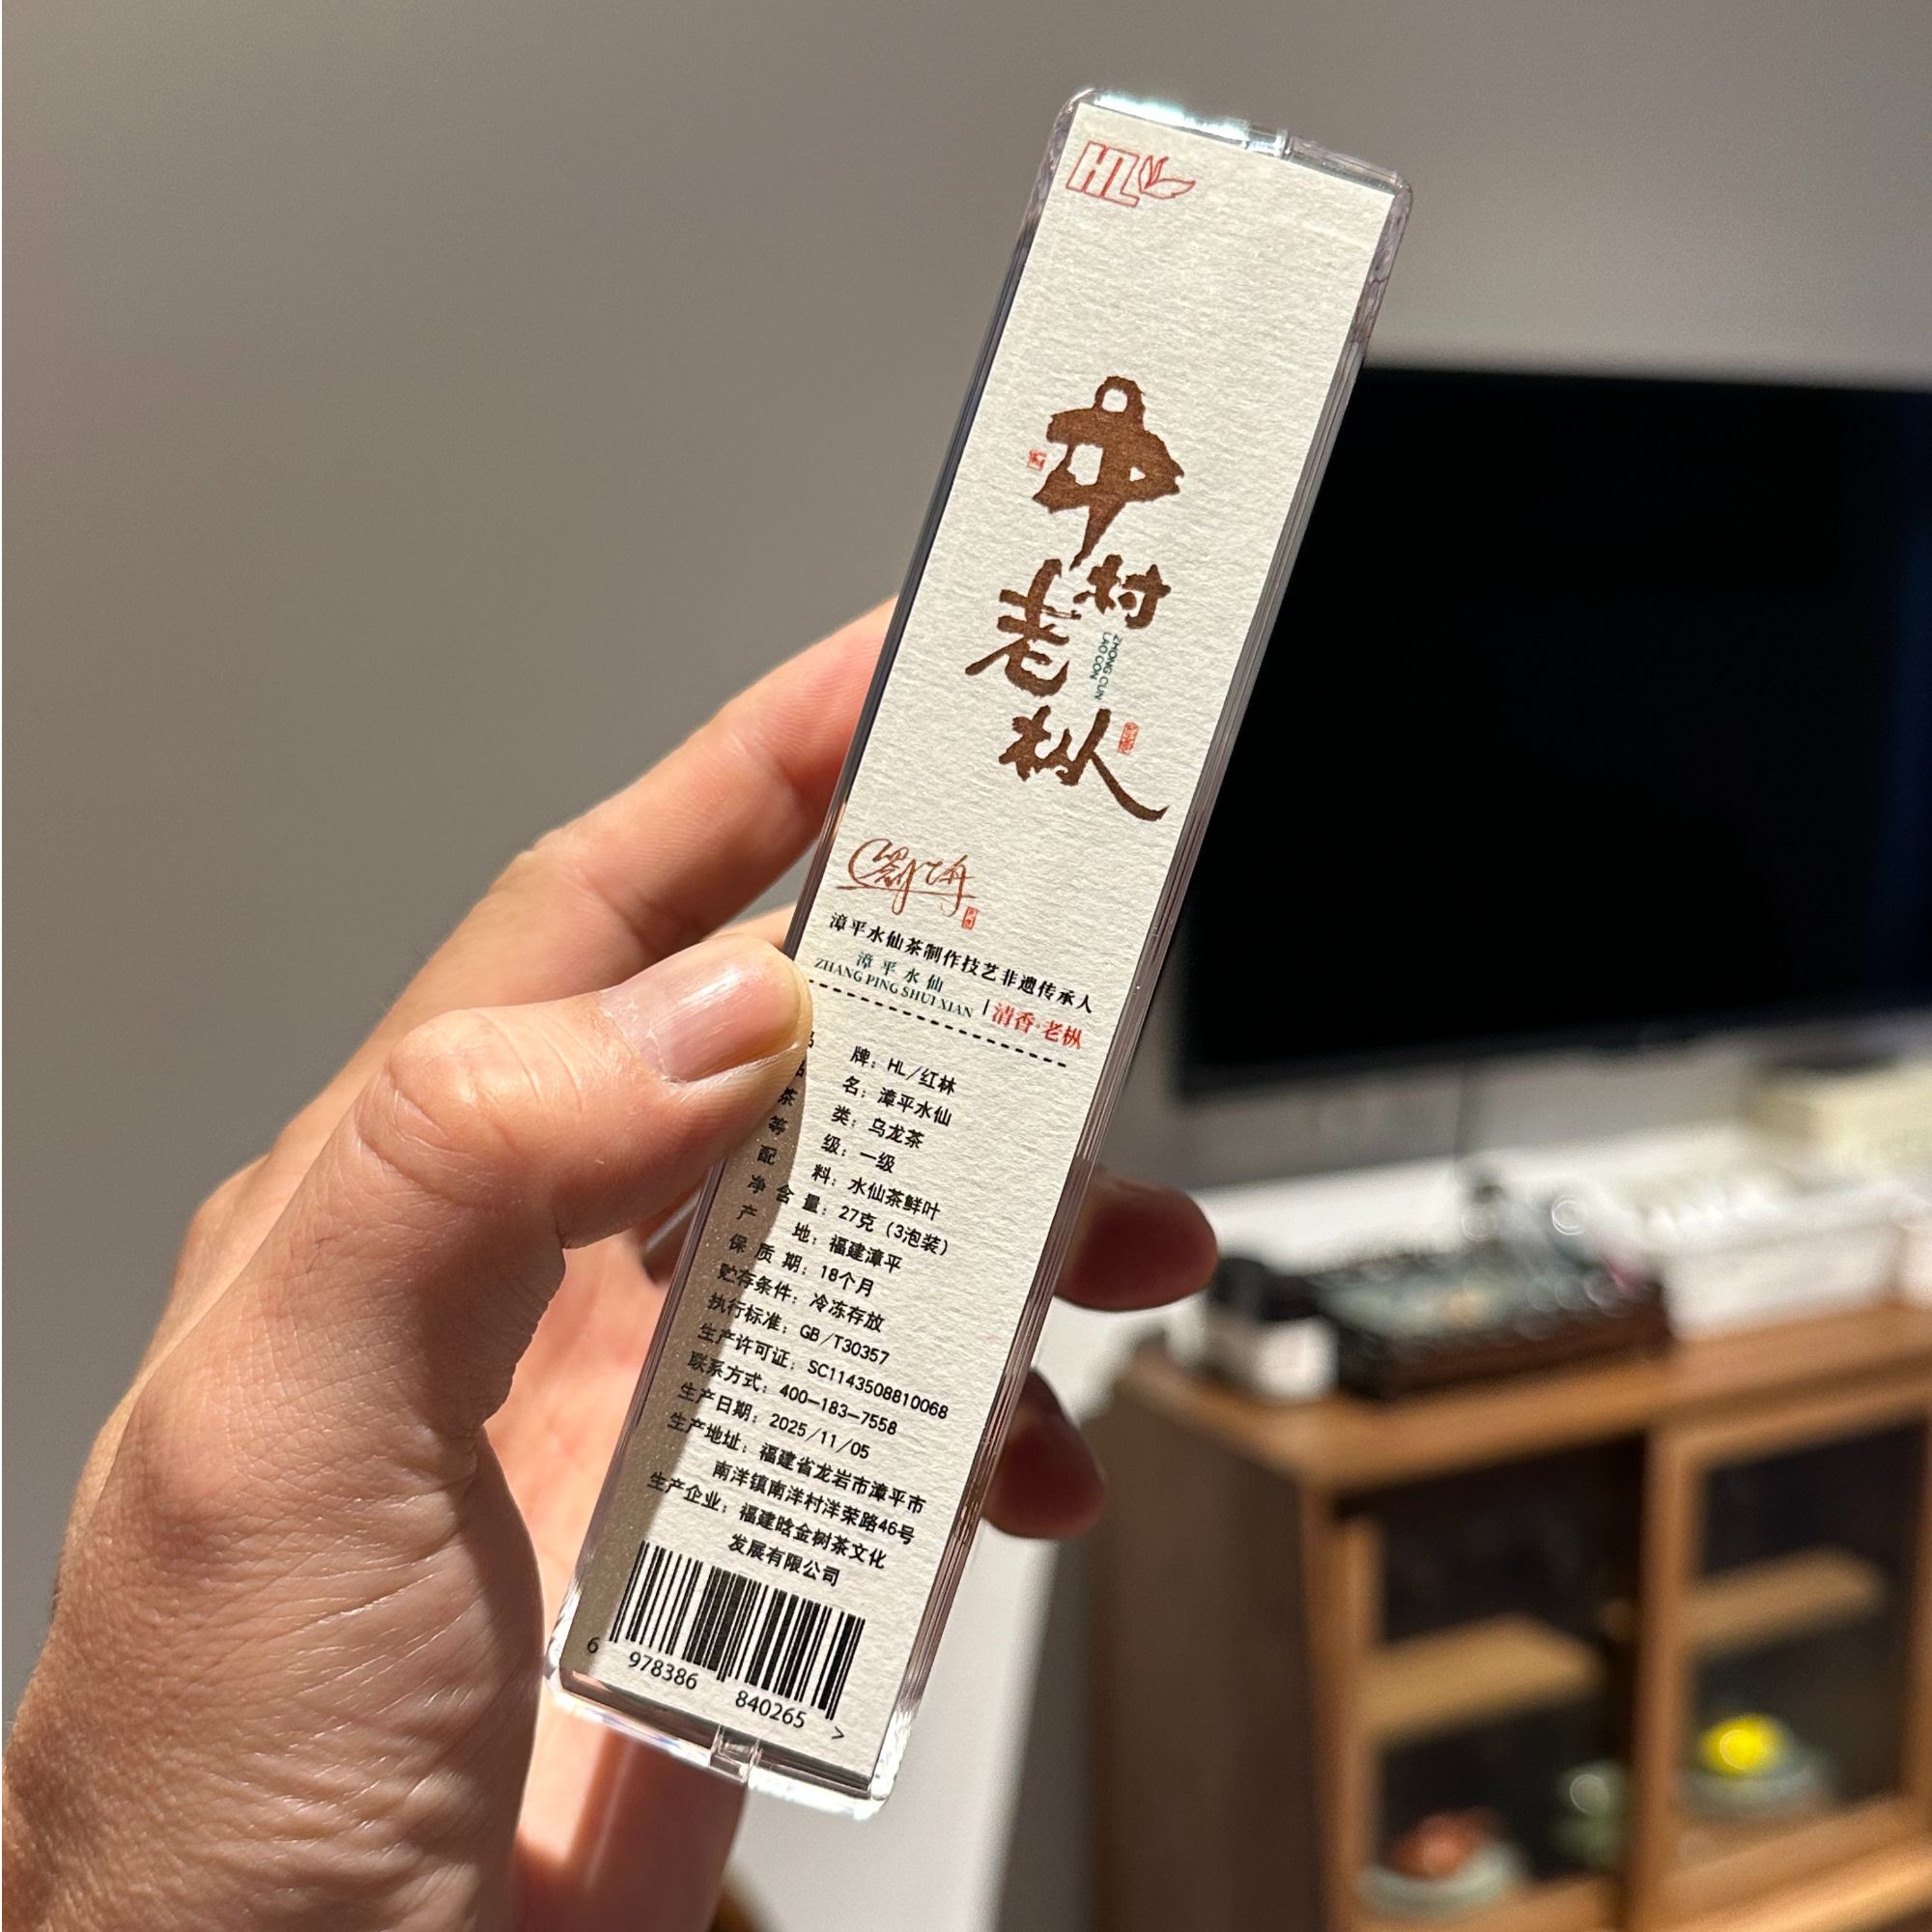 HL
中村
老枞
ZHONG CUN
LAO CON
漳平水仙茶制作技艺非遗传承人
漳平水仙
ZHANG PING SHUI XIAN
清香·老枞
牌：HL/红林
名：漳平水仙
茶 类：乌龙茶
等 级：一级
配 料：水仙茶鲜叶
净含量：27克（3泡装）
产 地：福建漳平
保质期：18个月
贮存条件：冷冻存放
执行标准：GB/T30357
生产许可证：SC1143508810068
联系方式：400-183-7558
生产日期：2025/11/05
生产地址：福建省龙岩市漳平市
南洋镇南洋村洋荣路46号
生产企业：福建晗金树茶文化
发展有限公司
6 978386 840265 >